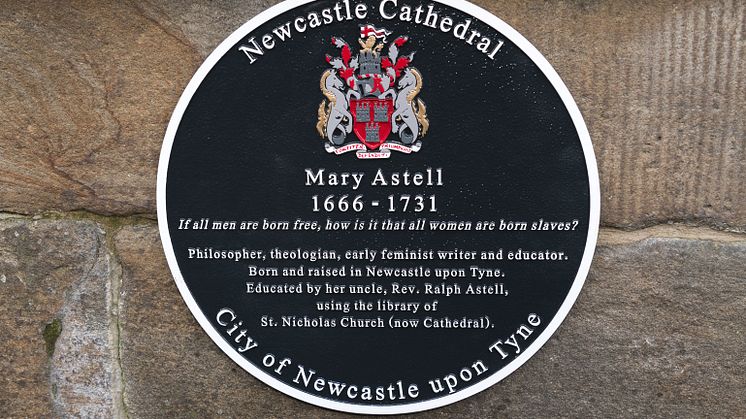 Newcastle Cathedral
Mary Astell
1666 - 1731
If all men are born free, how is it that all women are born slaves?
Philosopher, theologian, early feminist writer and educator.
Born and raised in Newcastle upon Tyne.
Educated by her uncle, Rev. Ralph Astell,
using the library of
St. Nicholas Church (now Cathedral).
City of Newcastle upon Tyne